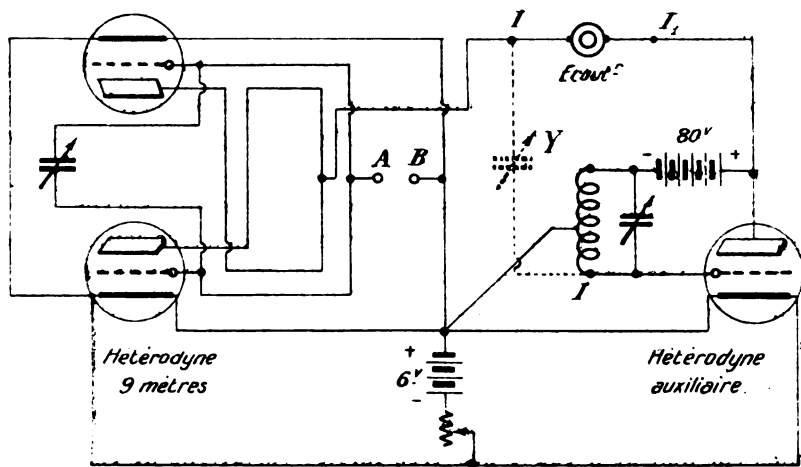 I
I₁
Ecoutᵣ
Y
A B
- 80ᵛ +
I
+
6ᵛ
-
Hétérodyne
9 mètres
Hétérodyne
auxiliaire